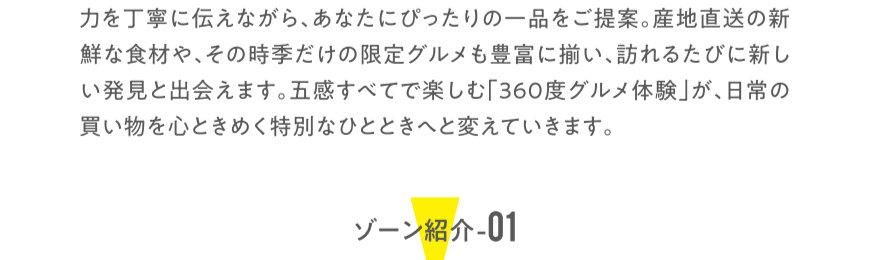 力を丁寧に伝えながら、あなたにぴったりの一品をご提案。産地直送の新
鮮な食材や、その時季だけの限定グルメも豊富に揃い、訪れるたびに新し
い発見と出会えます。五感すべてで楽しむ「360度グルメ体験」が、日常の
買い物を心ときめく特別なひとときへと変えていきます。
ゾーン紹介-01